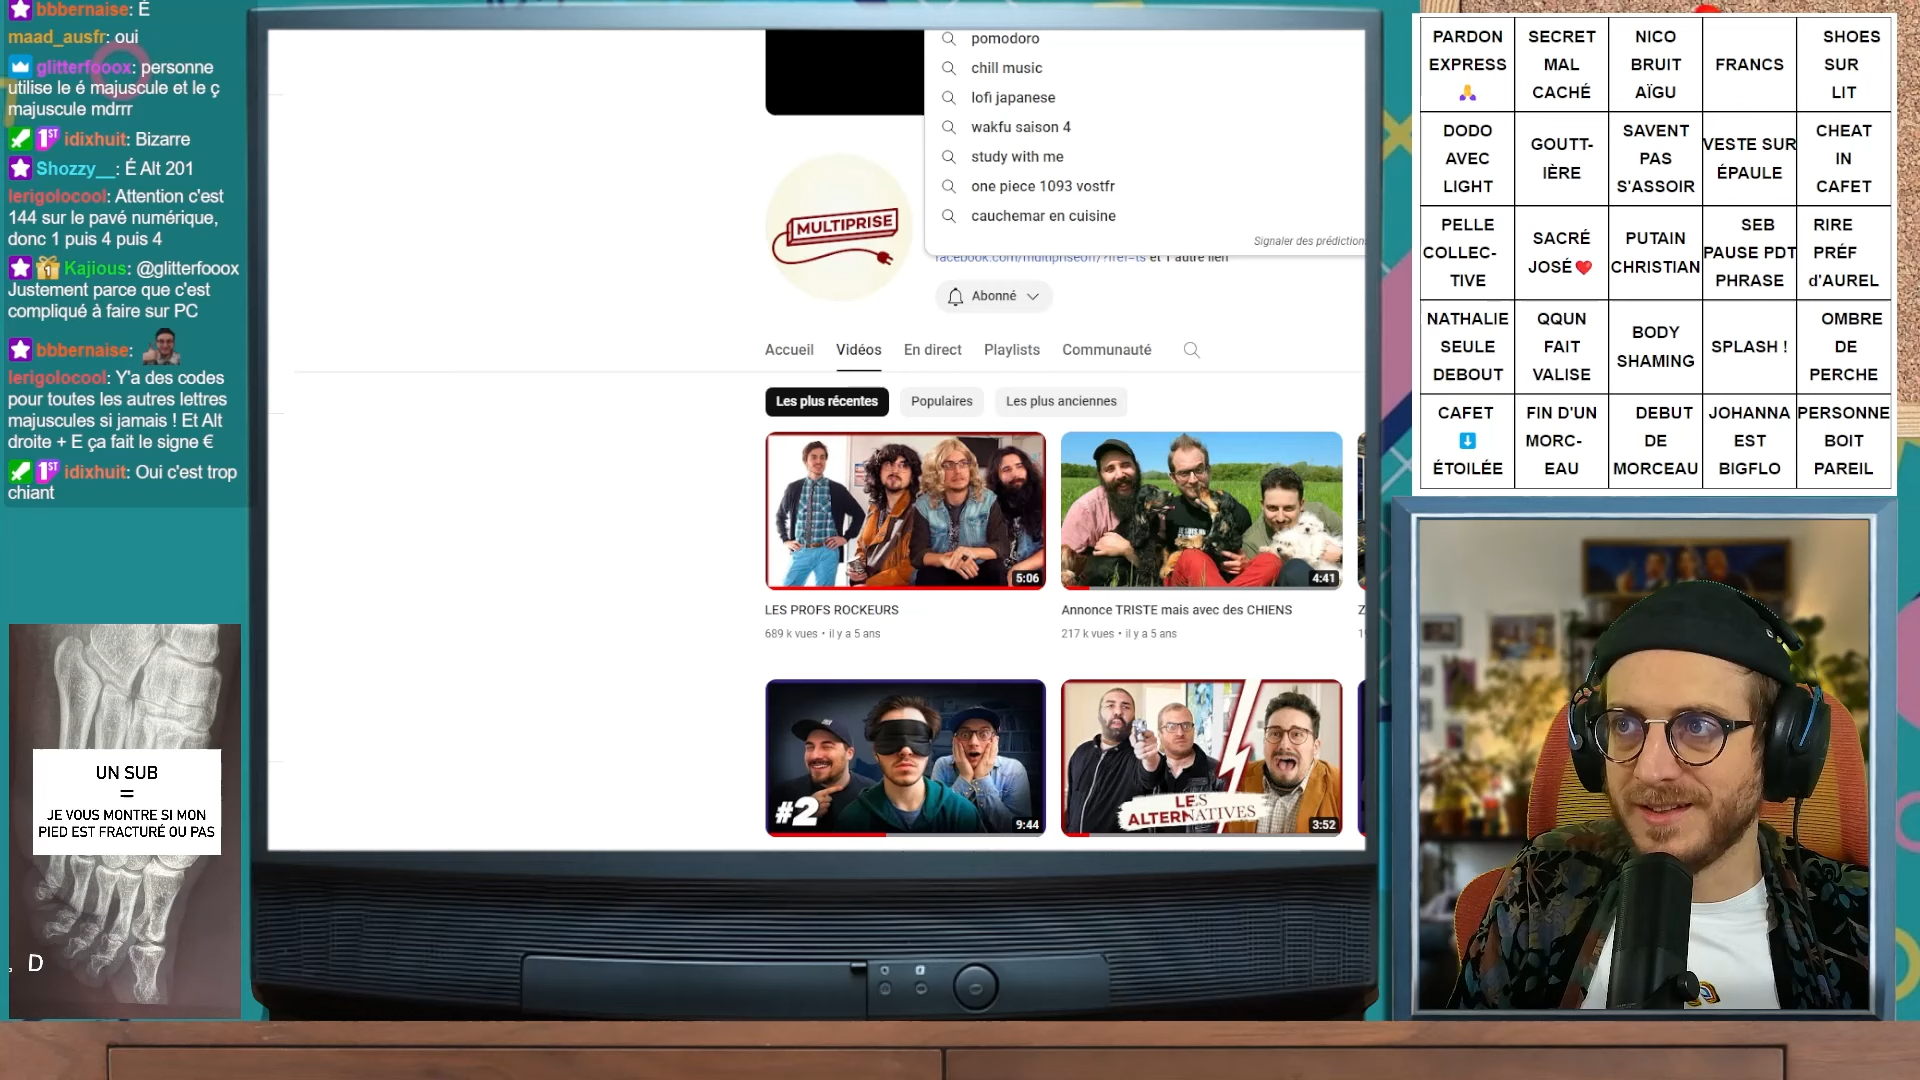 bbbernaise: É
maad_ausfr: oui
glitterfooox: personne
utilise le é majuscule et le ç
majuscule mdrrr
1ST idixhuit: Bizarre
Shozzy__: É Alt 201
lerigolocool: Attention c'est
144 sur le pavé numérique,
donc 1 puis 4 puis 4
1 Kajious: @glitterfooox
Justement parce que c'est
compliqué à faire sur PC
bbbernaise:
lerigolocool: Y'a des codes
pour toutes les autres lettres
majuscules si jamais ! Et Alt
droite + E ça fait le signe €
1ST idixhuit: Oui c'est trop
chiant
UN SUB
=
JE VOUS MONTRE SI MON
PIED EST FRACTURÉ OU PAS
. D
pomodoro
chill music
lofi japanese
wakfu saison 4
study with me
one piece 1093 vostfr
cauchemar en cuisine
Signaler des prédiction
facebook.com/multipriseoff/?fref=ts et 1 autre lien
MULTIPRISE
Abonné
Accueil Vidéos En direct Playlists Communauté
Les plus récentes Populaires Les plus anciennes
5:06
4:41
LES PROFS ROCKEURS
689 k vues • il y a 5 ans
Annonce TRISTE mais avec des CHIENS
217 k vues • il y a 5 ans
Z
#2
9:44
LES
ALTERNATIVES
3:52
PARDON
EXPRESS
🙏
SECRET
MAL
CACHÉ
NICO
BRUIT
AÏGU
FRANCS
SHOES
SUR
LIT
DODO
AVEC
LIGHT
GOUTT-
IÈRE
SAVENT
PAS
S'ASSOIR
VESTE SUR
ÉPAULE
CHEAT
IN
CAFET
PELLE
COLLEC-
TIVE
SACRÉ
JOSÉ❤️
PUTAIN
CHRISTIAN
SEB
PAUSE PDT
PHRASE
RIRE
PRÉF
d'AUREL
NATHALIE
SEULE
DEBOUT
QQUN
FAIT
VALISE
BODY
SHAMING
SPLASH !
OMBRE
DE
PERCHE
CAFET
⬇️
ÉTOILÉE
FIN D'UN
MORC-
EAU
DEBUT
DE
MORCEAU
JOHANNA
EST
BIGFLO
PERSONNE
BOIT
PAREIL